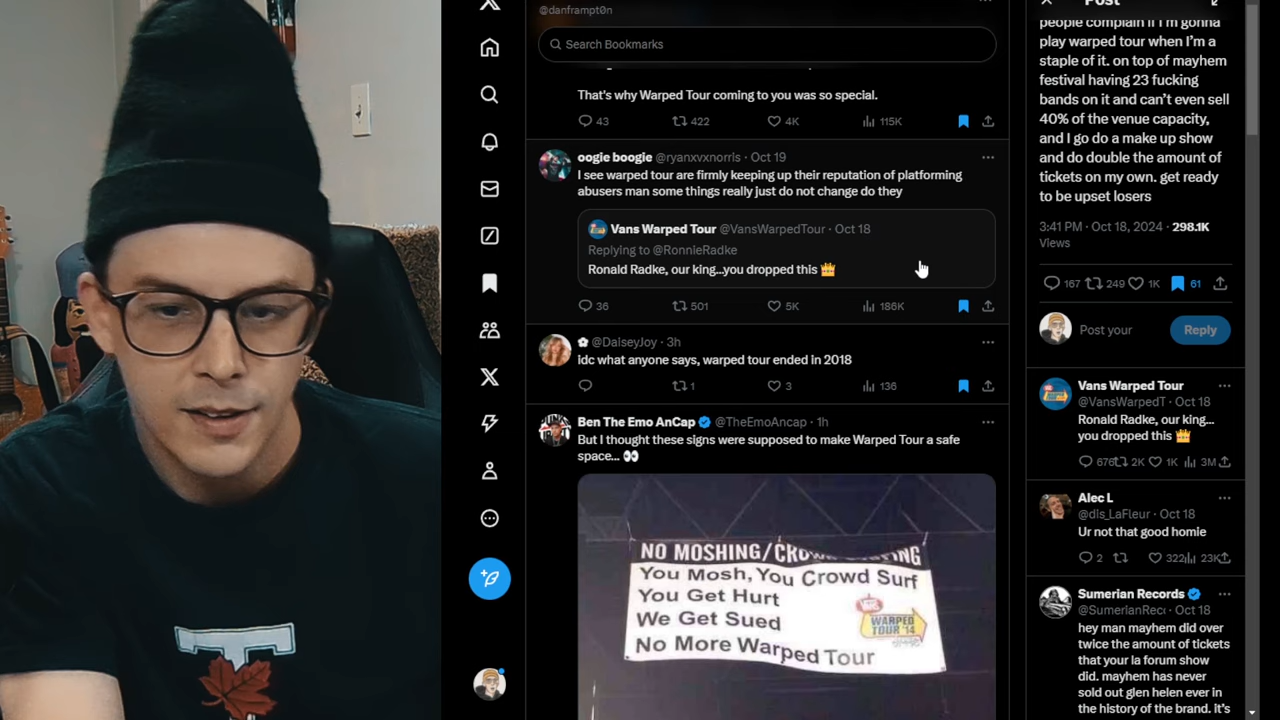 @danframpt0n
Search Bookmarks
That's why Warped Tour coming to you was so special.
43 422 4K 115K
oogie boogie @ryanxvxnorris · Oct 19
I see warped tour are firmly keeping up their reputation of platforming
abusers man some things really just do not change do they
Vans Warped Tour @VansWarpedTour · Oct 18
Replying to @RonnieRadke
Ronald Radke, our king...you dropped this 👑
36 501 5K 186K
✿ @DaIseyJoy · 3h
idc what anyone says, warped tour ended in 2018
1 3 136
Ben The Emo AnCap @TheEmoAncap · 1h
But I thought these signs were supposed to make Warped Tour a safe
space... 👀
NO MOSHING/CROWD SURFING
You Mosh, You Crowd Surf
You Get Hurt
We Get Sued
No More Warped Tour
VANS
WARPED
TOUR '14
Post
people complain if I'm gonna
play warped tour when I'm a
staple of it. on top of mayhem
festival having 23 fucking
bands on it and can't even sell
40% of the venue capacity,
and I go do a make up show
and do double the amount of
tickets on my own. get ready
to be upset losers
3:41 PM · Oct 18, 2024 · 298.1K
Views
167 249 1K 61
Post your
Reply
Vans Warped Tour
@VansWarpedT · Oct 18
Ronald Radke, our king...
you dropped this 👑
676 2K 1K 3M
Alec L
@dis_LaFleur · Oct 18
Ur not that good homie
2 322 23K
Sumerian Records
@SumerianReci · Oct 18
hey man mayhem did over
twice the amount of tickets
that your la forum show
did. mayhem has never
sold out glen helen ever in
the history of the brand. it's